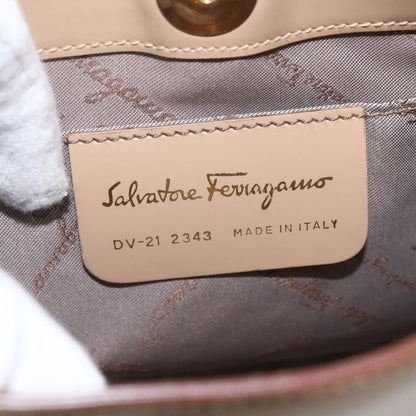 Salvatore Ferragamo
DV-21 2343 MADE IN ITALY